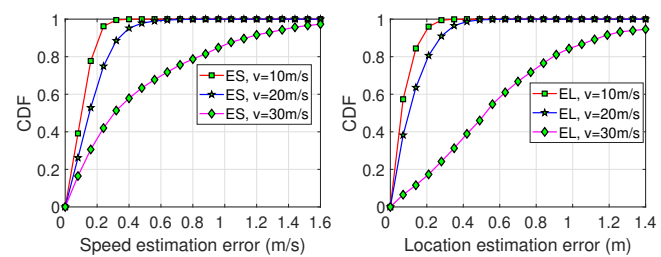 1
0.8
0.6
0.4
0.2
0
CDF
ES, v=10m/s
ES, v=20m/s
ES, v=30m/s
0 0.2 0.4 0.6 0.8 1.0 1.2 1.4 1.6
Speed estimation error (m/s)
1
0.8
0.6
0.4
0.2
0
CDF
EL, v=10m/s
EL, v=20m/s
EL, v=30m/s
0 0.2 0.4 0.6 0.8 1 1.2 1.4
Location estimation error (m)